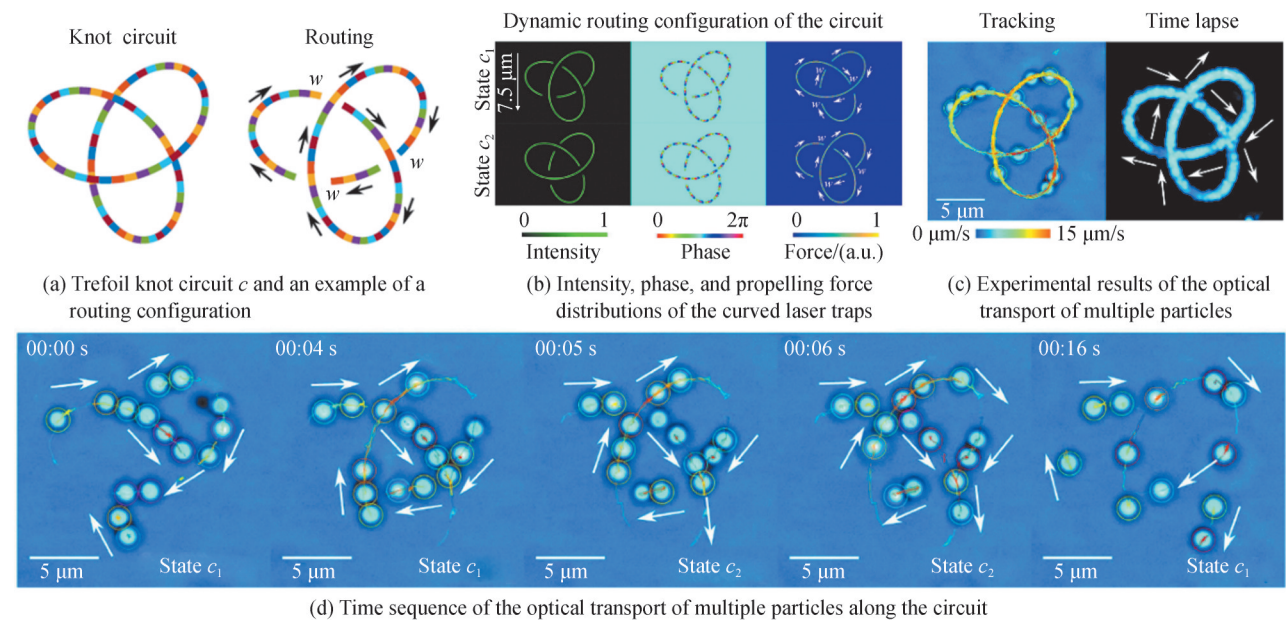 Knot circuit
Routing
w
w
w
Dynamic routing configuration of the circuit
State c₁
State c₂
7.5 μm
w
w
w
w
w
w
0 1
Intensity
0 2π
Phase
0 1
Force/(a.u.)
Tracking
Time lapse
5 μm
0 μm/s 15 μm/s
(a) Trefoil knot circuit c and an example of a
routing configuration
(b) Intensity, phase, and propelling force
distributions of the curved laser traps
(c) Experimental results of the optical
transport of multiple particles
00:00 s
5 μm
State c₁
00:04 s
5 μm
State c₁
00:05 s
5 μm
State c₂
00:06 s
5 μm
State c₂
00:16 s
5 μm
State c₁
(d) Time sequence of the optical transport of multiple particles along the circuit